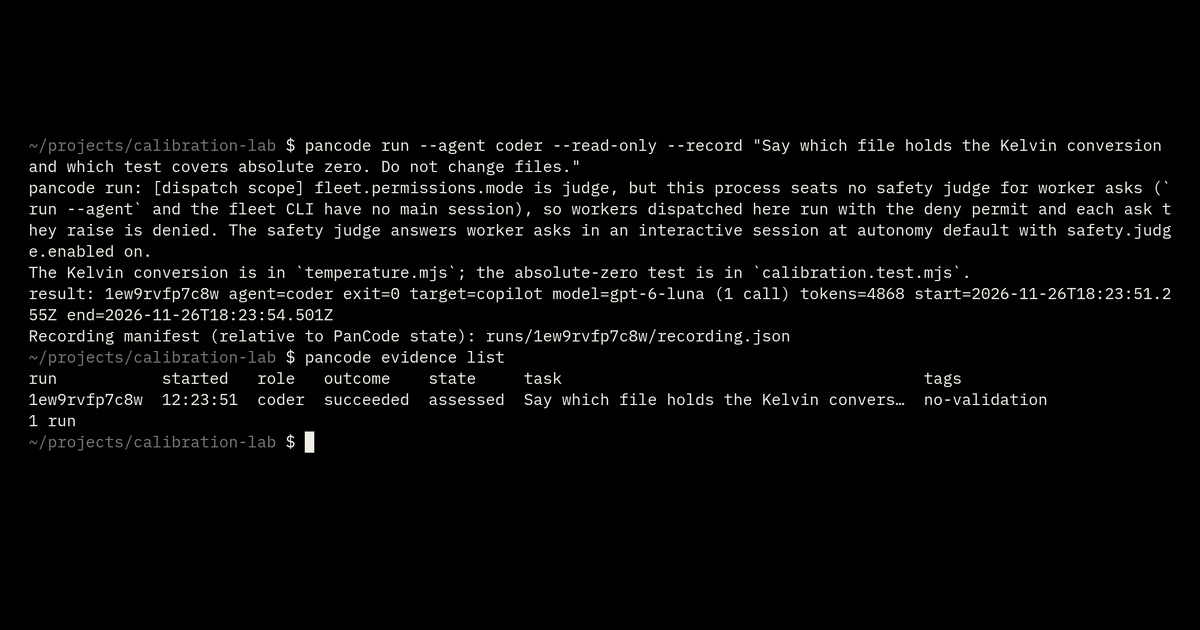 ~/projects/calibration-lab $ pancode run --agent coder --read-only --record "Say which file holds the Kelvin conversion
and which test covers absolute zero. Do not change files."
pancode run: [dispatch scope] fleet.permissions.mode is judge, but this process seats no safety judge for worker asks (`
run --agent` and the fleet CLI have no main session), so workers dispatched here run with the deny permit and each ask t
hey raise is denied. The safety judge answers worker asks in an interactive session at autonomy default with safety.judg
e.enabled on.
The Kelvin conversion is in `temperature.mjs`; the absolute-zero test is in `calibration.test.mjs`.
result: 1ew9rvfp7c8w agent=coder exit=0 target=copilot model=gpt-6-luna (1 call) tokens=4868 start=2026-11-26T18:23:51.2
55Z end=2026-11-26T18:23:54.501Z
Recording manifest (relative to PanCode state): runs/1ew9rvfp7c8w/recording.json
~/projects/calibration-lab $ pancode evidence list
run           started   role   outcome    state     task                                      tags
1ew9rvfp7c8w  12:23:51  coder  succeeded  assessed  Say which file holds the Kelvin convers…  no-validation
1 run
~/projects/calibration-lab $